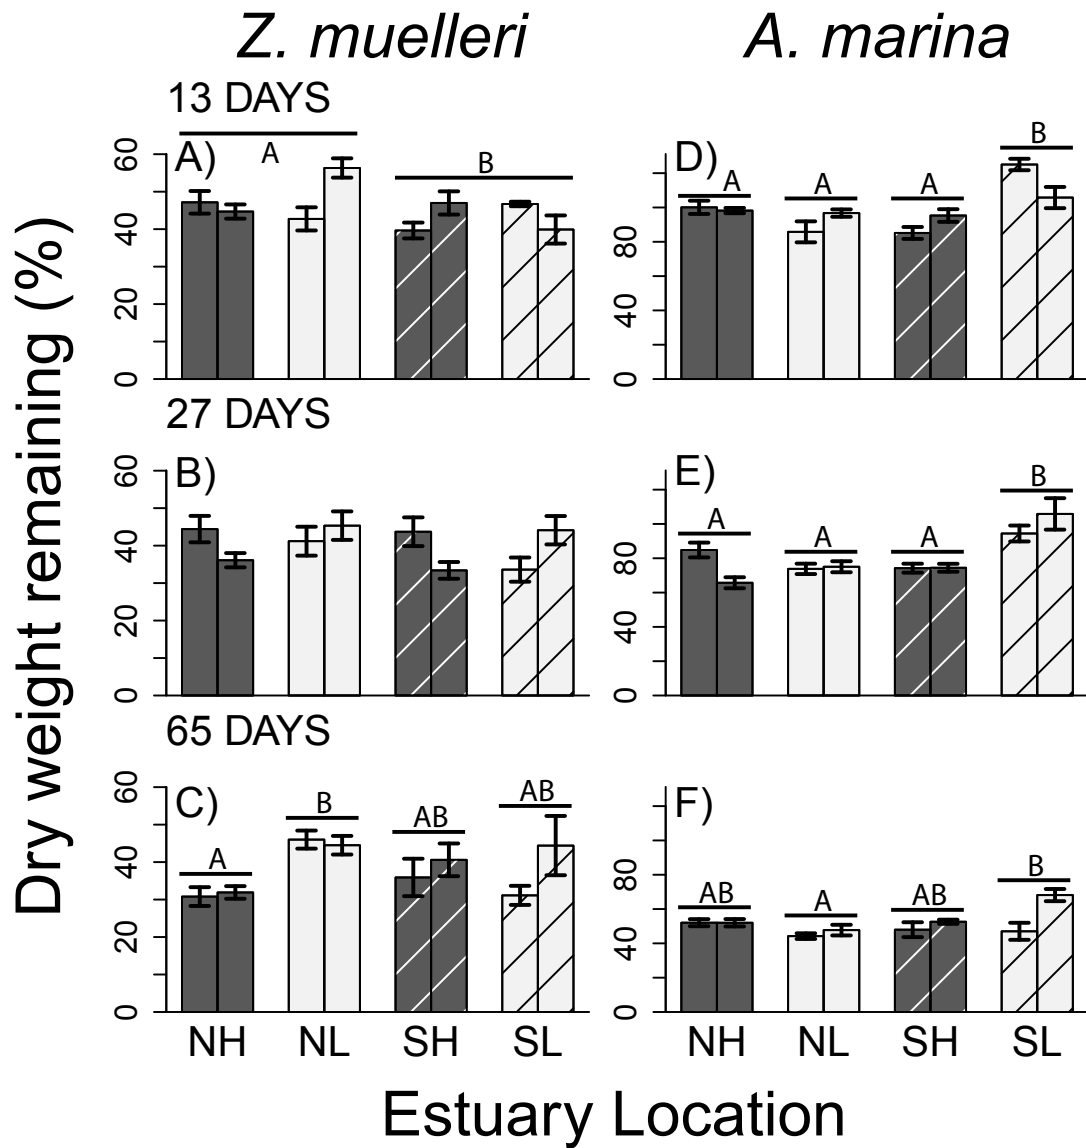 Z. muelleri A. marina
13 DAYS
A) A B
D) A A A B
60
40
20
0
80
40
0
27 DAYS
B)
E) A A A B
60
40
20
0
80
40
0
65 DAYS
C) A B AB AB
F) AB A AB B
60
40
20
0
80
40
0
NH NL SH SL NH NL SH SL
Dry weight remaining (%)
Estuary Location